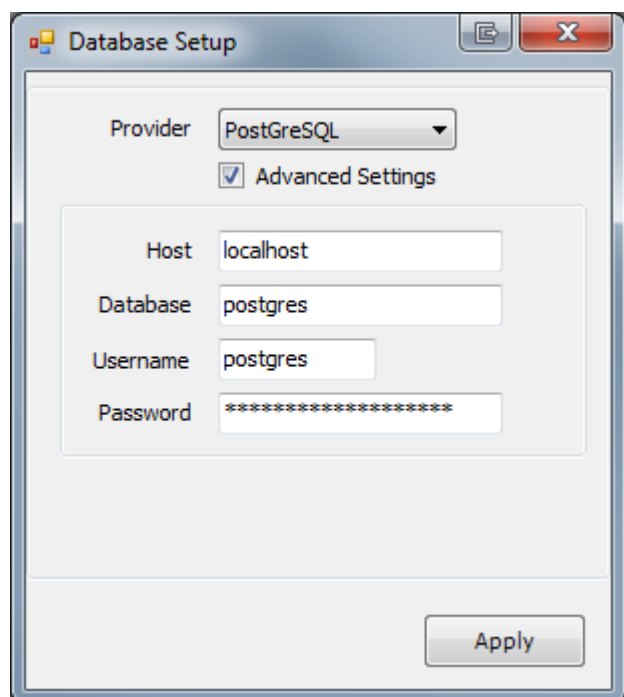 Database Setup
Provider PostGreSQL
Advanced Settings
Host localhost
Database postgres
Username postgres
Password *******************
Apply